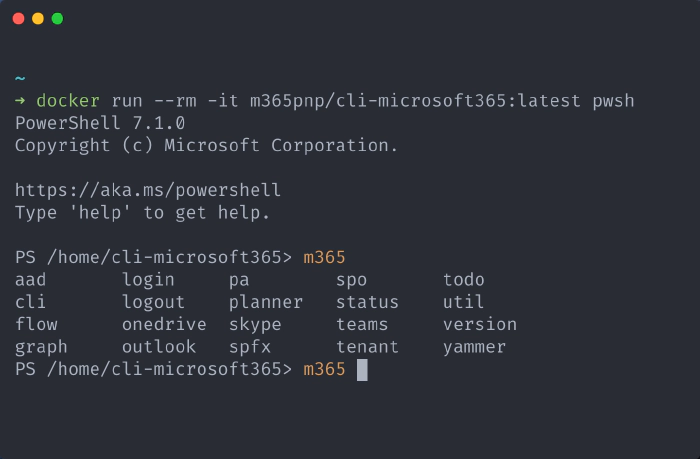 ~
→ docker run --rm -it m365pnp/cli-microsoft365:latest pwsh
PowerShell 7.1.0
Copyright (c) Microsoft Corporation.
https://aka.ms/powershell
Type 'help' to get help.
PS /home/cli-microsoft365> m365
aad login pa spo todo
cli logout planner status util
flow onedrive skype teams version
graph outlook spfx tenant yammer
PS /home/cli-microsoft365> m365